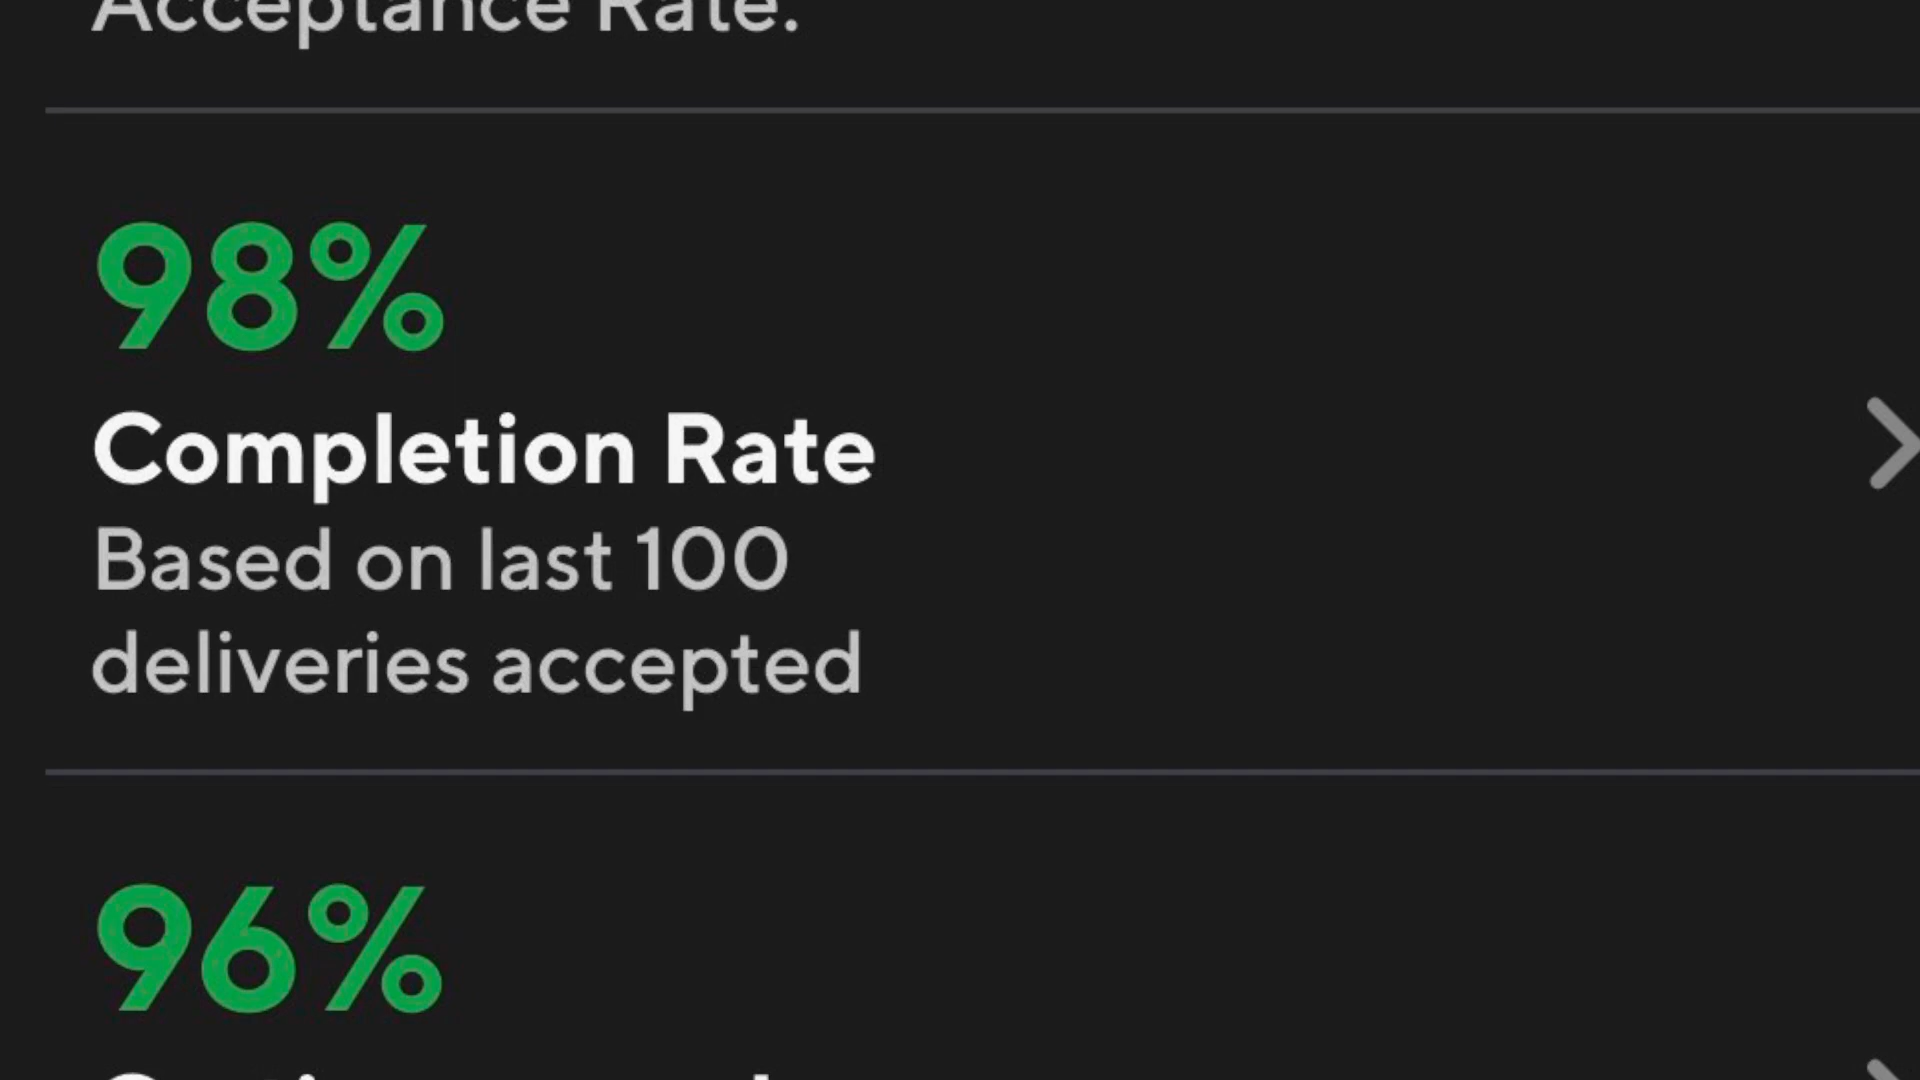 Acceptance Rate.
98%
Completion Rate
Based on last 100
deliveries accepted
96%